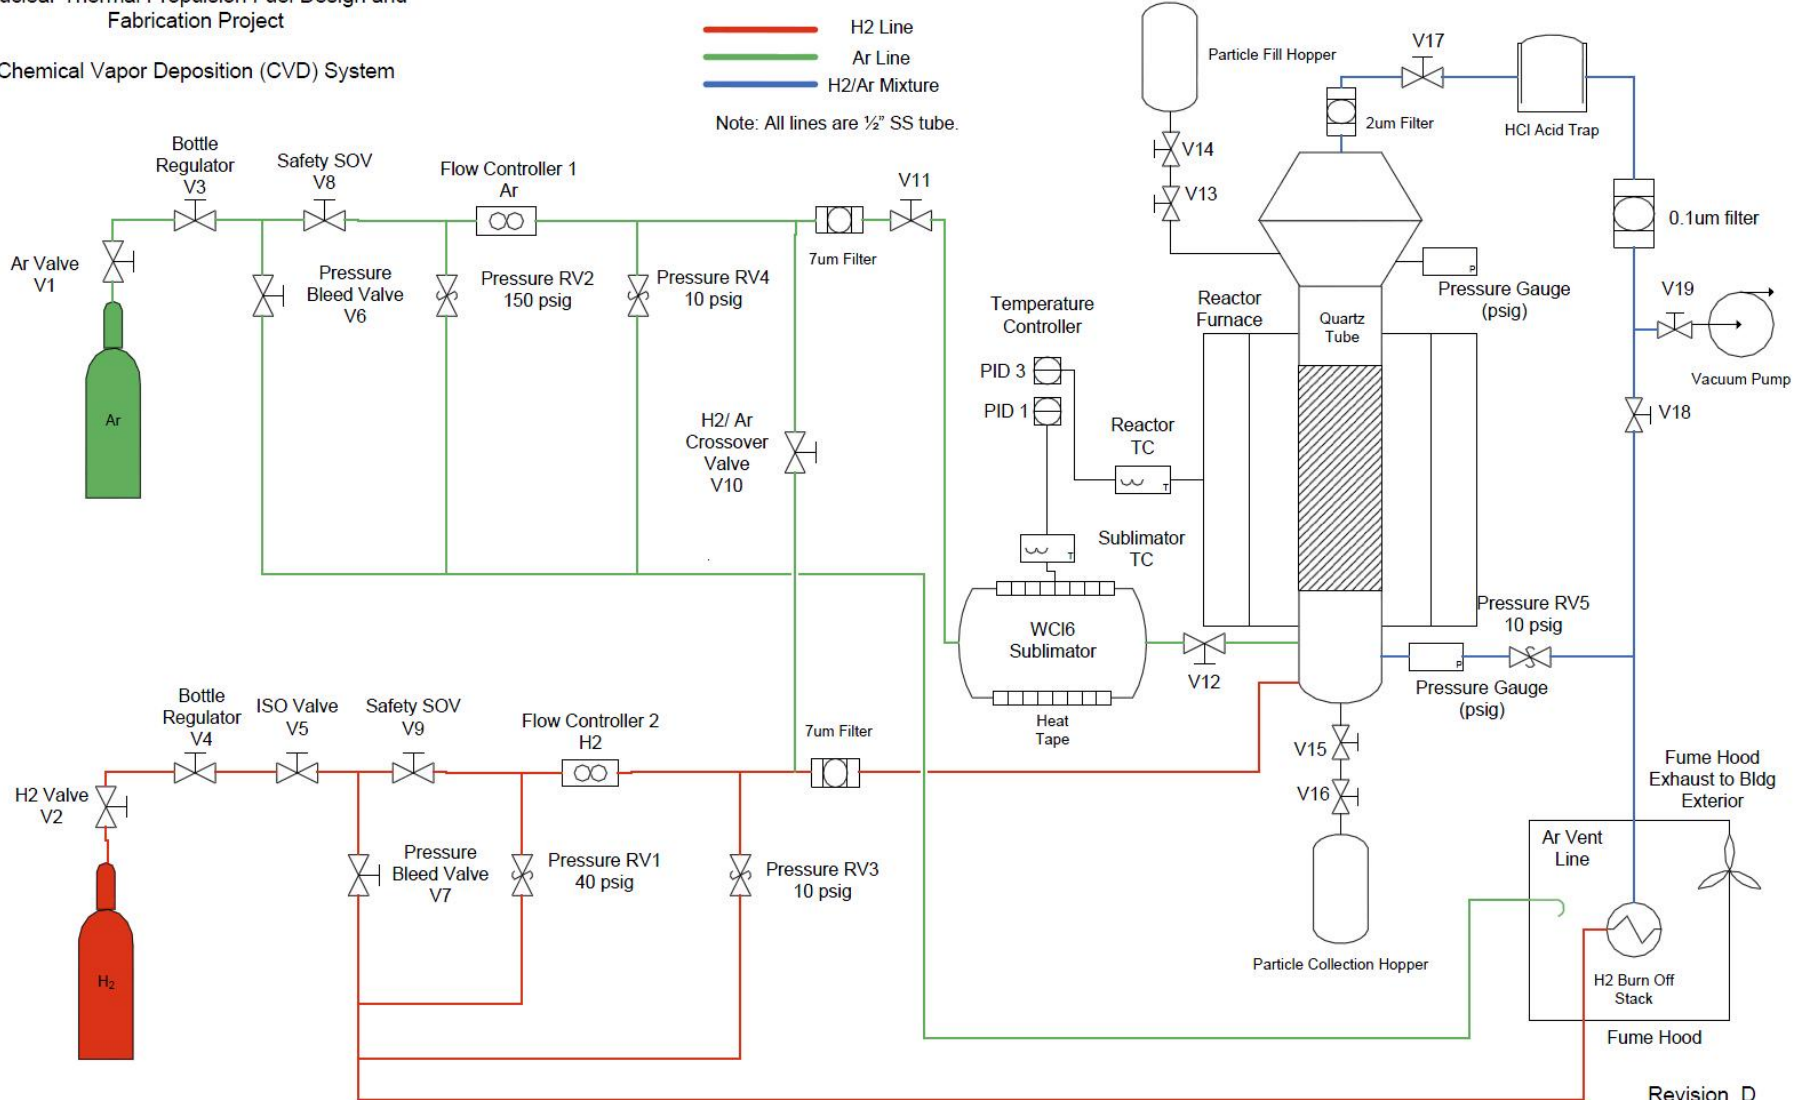 Fabrication Project
Chemical Vapor Deposition (CVD) System
H2 Line
Ar Line
H2/Ar Mixture
Note: All lines are ½” SS tube.
Particle Fill Hopper
V17
2um Filter
HCl Acid Trap
V14
V13
0.1um filter
Bottle
Regulator
V3
Safety SOV
V8
Flow Controller 1
Ar
V11
7um Filter
Ar Valve
V1
Pressure
Bleed Valve
V6
Pressure RV2
150 psig
Pressure RV4
10 psig
Ar
H2/ Ar
Crossover
Valve
V10
Temperature
Controller
PID 3
PID 1
Reactor
Furnace
Quartz
Tube
P
Pressure Gauge
(psig)
V19
Vacuum Pump
V18
Reactor
TC
T
Sublimator
TC
T
WCl6
Sublimator
Heat
Tape
V12
Pressure RV5
10 psig
P
Pressure Gauge
(psig)
Bottle
Regulator
V4
ISO Valve
V5
Safety SOV
V9
Flow Controller 2
H2
7um Filter
H2 Valve
V2
Pressure
Bleed Valve
V7
Pressure RV1
40 psig
Pressure RV3
10 psig
H2
V15
V16
Particle Collection Hopper
Fume Hood
Exhaust to Bldg
Exterior
Ar Vent
Line
H2 Burn Off
Stack
Fume Hood
Revision D